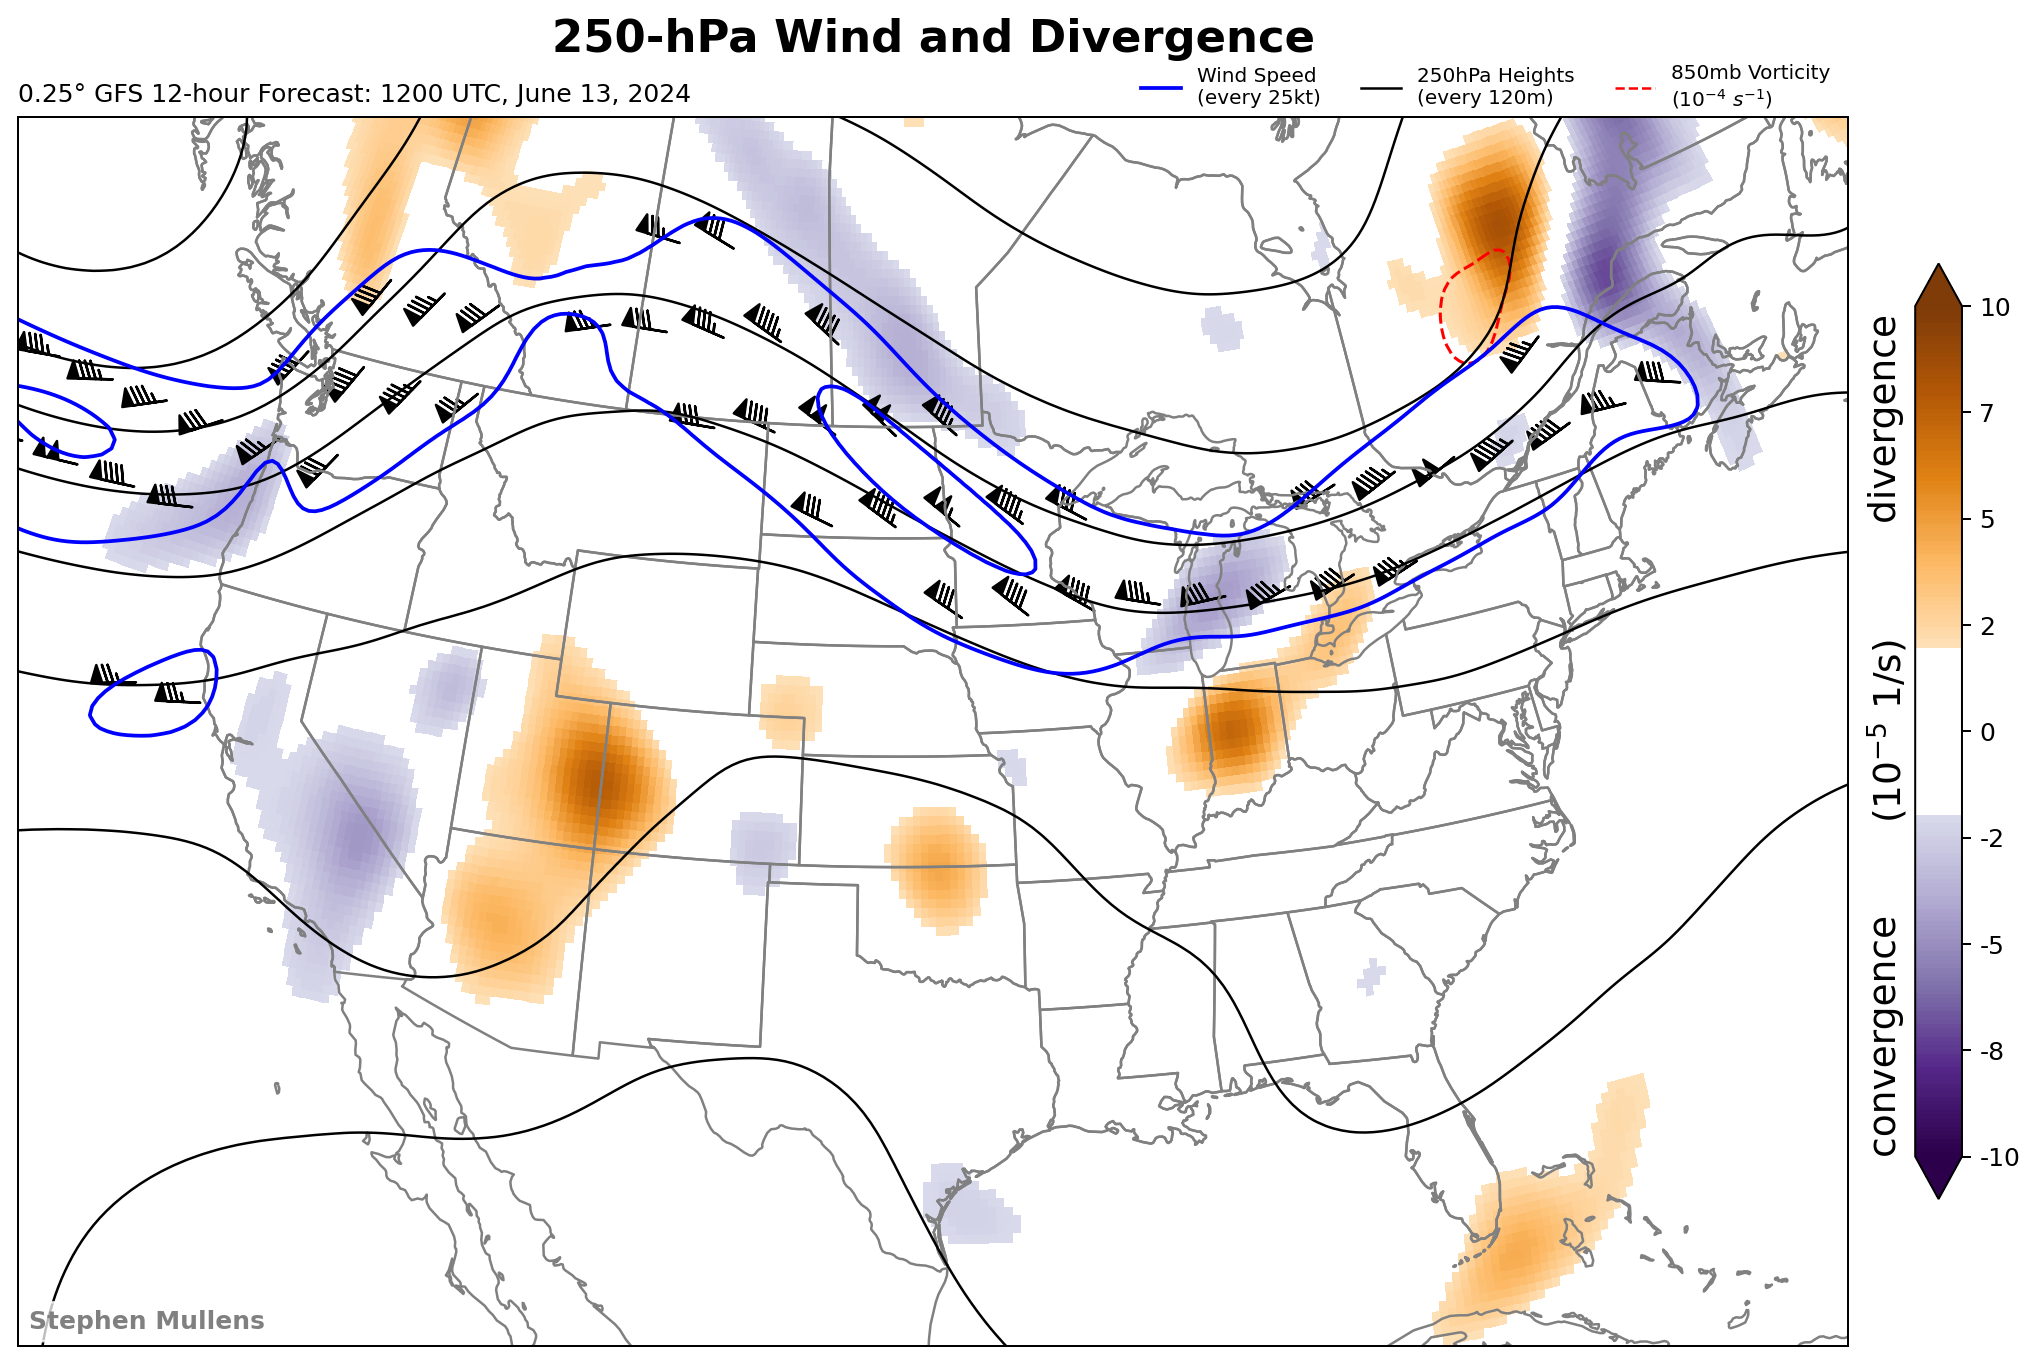 250-hPa Wind and Divergence
0.25° GFS 12-hour Forecast: 1200 UTC, June 13, 2024
Wind Speed
(every 25kt)
250hPa Heights
(every 120m)
850mb Vorticity
(10⁻⁴ s⁻¹)
10
7
5
2
0
-2
-5
-8
-10
convergence (10⁻⁵ 1/s) divergence
Stephen Mullens